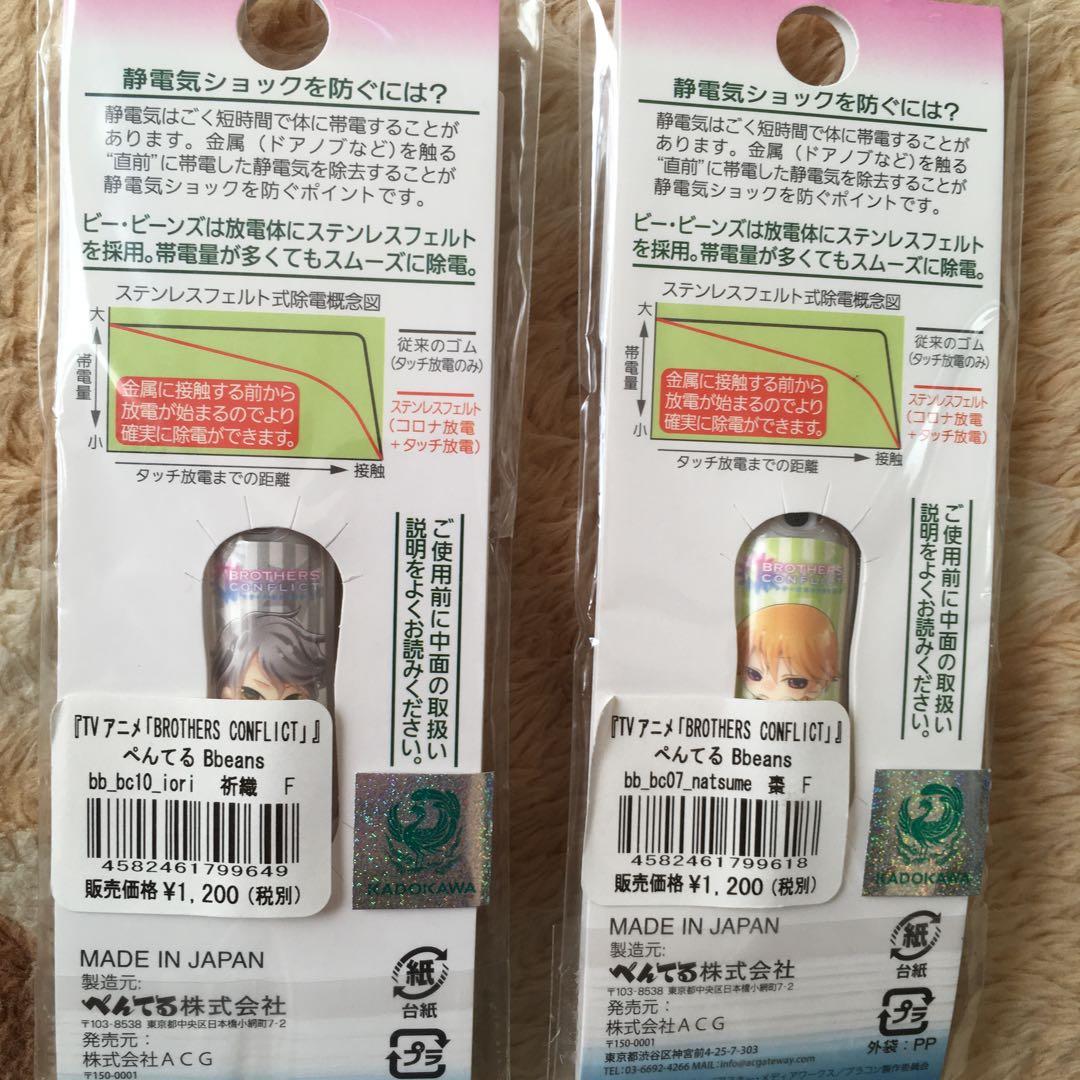 静電気ショックを防ぐには?
静電気はごく短時間で体に帯電することが
あります。金属（ドアノブなど）を触る
“直前”に帯電した静電気を除去することが
静電気ショックを防ぐポイントです。
ビー・ビーンズは放電体にステンレスフェルト
を採用。帯電量が多くてもスムーズに除電。
ステンレスフェルト式除電概念図
大
帯電量
小
従来のゴム
(タッチ放電のみ)
ステンレスフェルト
(コロナ放電
+タッチ放電)
金属に接触する前から
放電が始まるのでより
確実に除電ができます。
タッチ放電までの距離
接触
ご使用前に中面の取扱い
説明をよくお読みください。
BROTHERS
CONFLICT
『TVアニメ「BROTHERS CONFLICT」』
ぺんてる Bbeans
bb_bc10_iori 祈織 F
4582461799649
販売価格 ¥1,200 (税別)
KADOKAWA
MADE IN JAPAN
製造元:
ぺんてる株式会社
〒103-8538 東京都中央区日本橋小網町7-2
発売元：
株式会社ACG
〒150-0001
紙
台紙
プラ
静電気ショックを防ぐには?
静電気はごく短時間で体に帯電することが
あります。金属（ドアノブなど）を触る
“直前”に帯電した静電気を除去することが
静電気ショックを防ぐポイントです。
ビー・ビーンズは放電体にステンレスフェルト
を採用。帯電量が多くてもスムーズに除電。
ステンレスフェルト式除電概念図
大
帯電量
小
従来のゴム
(タッチ放電のみ)
ステンレスフェルト
(コロナ放電
+タッチ放電)
金属に接触する前から
放電が始まるのでより
確実に除電ができます。
タッチ放電までの距離
接触
ご使用前に中面の取扱い
説明をよくお読みください。
BROTHERS
CONFLICT
『TVアニメ「BROTHERS CONFLICT」』
ぺんてる Bbeans
bb_bc07_natsume 棗 F
4582461799618
販売価格 ¥1,200 (税別)
KADOKAWA
MADE IN JAPAN
製造元:
ぺんてる株式会社
〒103-8538 東京都中央区日本橋小網町7-2
発売元：
株式会社ACG
〒150-0001
東京都渋谷区神宮前4-25-7-303
TEL:03-6692-4266 MAIL:info@acgateway.com
メディアワークス/ブラコン製作委員会
紙
台紙
プラ
外袋：PP